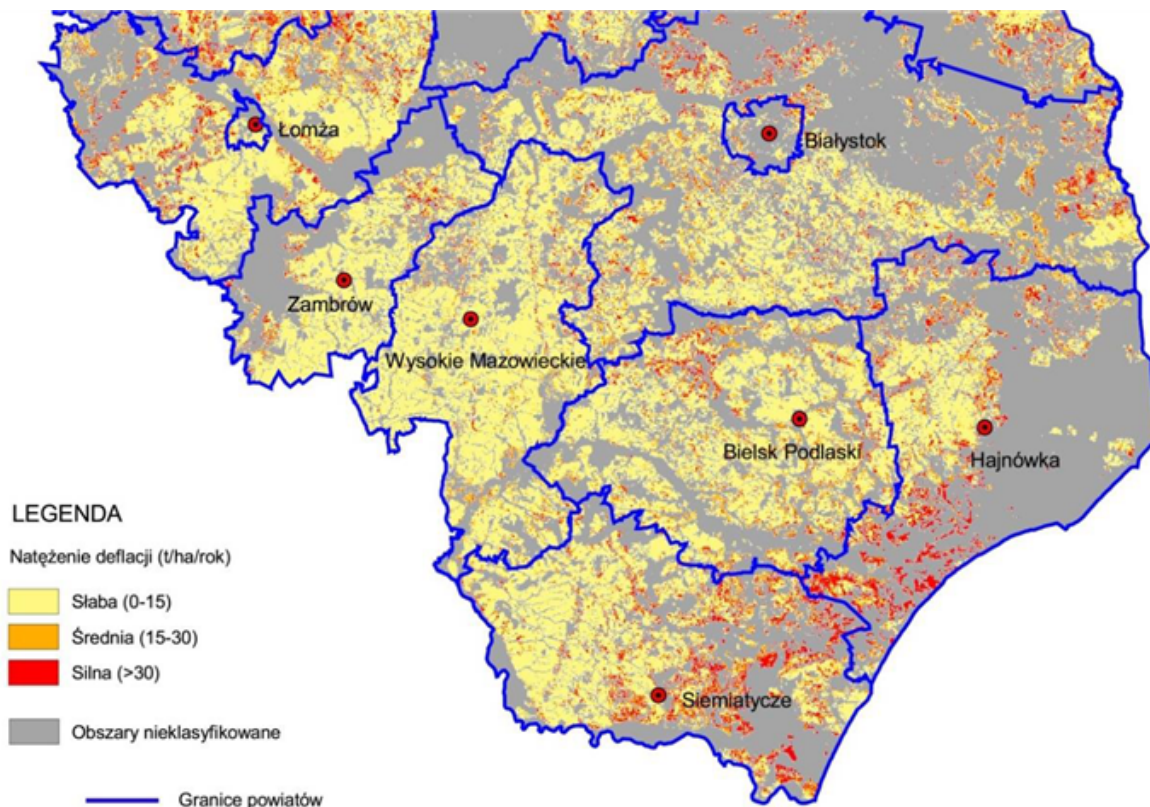 Łomża
Białystok
Zambrów
Wysokie Mazowieckie
Bielsk Podlaski
Hajnówka
Siemiatycze
LEGENDA
Natężenie deflacji (t/ha/rok)
Słaba (0-15)
Średnia (15-30)
Silna (>30)
Obszary nieklasyfikowane
Granice powiatów